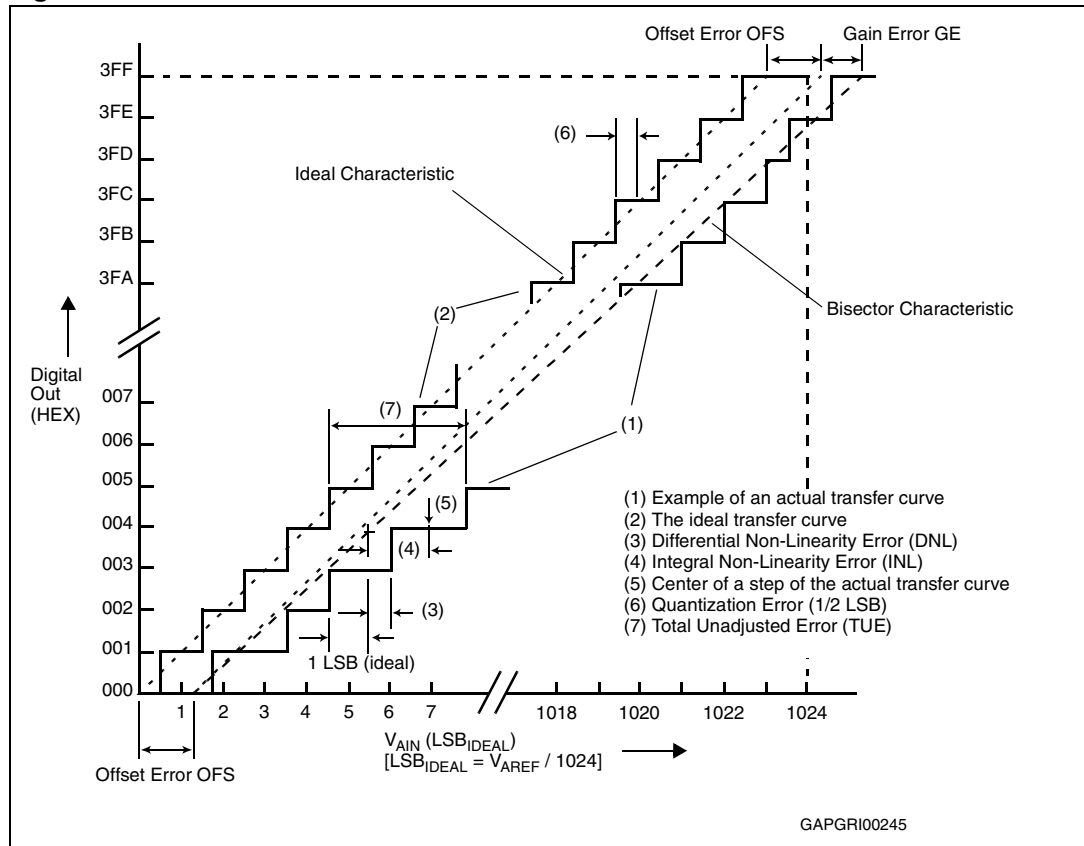 Offset Error OFS
Gain Error GE
3FF
3FE
3FD
3FC
3FB
3FA
(6)
Ideal Characteristic
(2)
Bisector Characteristic
Digital
Out
(HEX)
007
006
005
004
003
002
001
000
(7)
(1)
(5)
(4)
(3)
1 LSB (ideal)
(1) Example of an actual transfer curve
(2) The ideal transfer curve
(3) Differential Non-Linearity Error (DNL)
(4) Integral Non-Linearity Error (INL)
(5) Center of a step of the actual transfer curve
(6) Quantization Error (1/2 LSB)
(7) Total Unadjusted Error (TUE)
1 2 3 4 5 6 7 1018 1020 1022 1024
VAIN (LSBIDEAL)
[LSBIDEAL = VAREF / 1024]
Offset Error OFS
GAPGRI00245